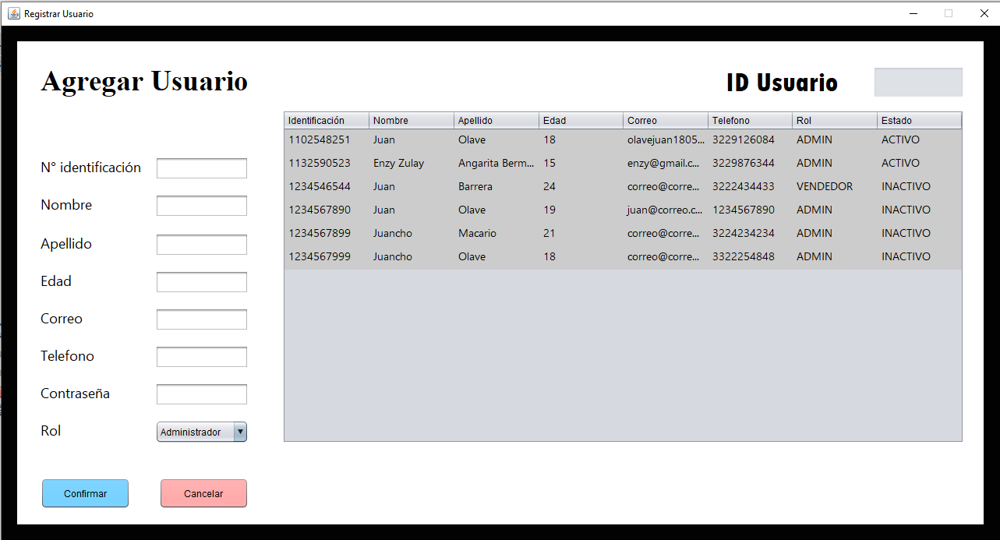 Registrar Usuario
Agregar Usuario
ID Usuario
Identificación Nombre Apellido Edad Correo Telefono Rol Estado
1102548251 Juan Olave 18 olavejuan1805... 3229126084 ADMIN ACTIVO
1132590523 Enzy Zulay Angarita Berm... 15 enzy@gmail.c... 3229876344 ADMIN ACTIVO
1234546544 Juan Barrera 24 correo@corre... 3222434433 VENDEDOR INACTIVO
1234567890 Juan Olave 19 juan@correo.c... 1234567890 ADMIN INACTIVO
1234567899 Juancho Macario 21 correo@corre... 3224234234 ADMIN INACTIVO
1234567999 Juancho Olave 18 correo@corre... 3322254848 ADMIN INACTIVO
N° identificación
Nombre
Apellido
Edad
Correo
Telefono
Contraseña
Rol Administrador
Confirmar Cancelar